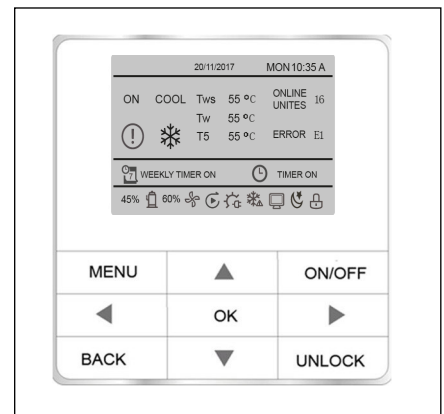 20/11/2017 MON 10:35 A
ON COOL Tws 55 °C ONLINE UNITES 16
Tw 55 °C
T5 55 °C ERROR E1
7 WEEKLY TIMER ON TIMER ON
45% 60%
MENU ON/OFF
OK
BACK UNLOCK